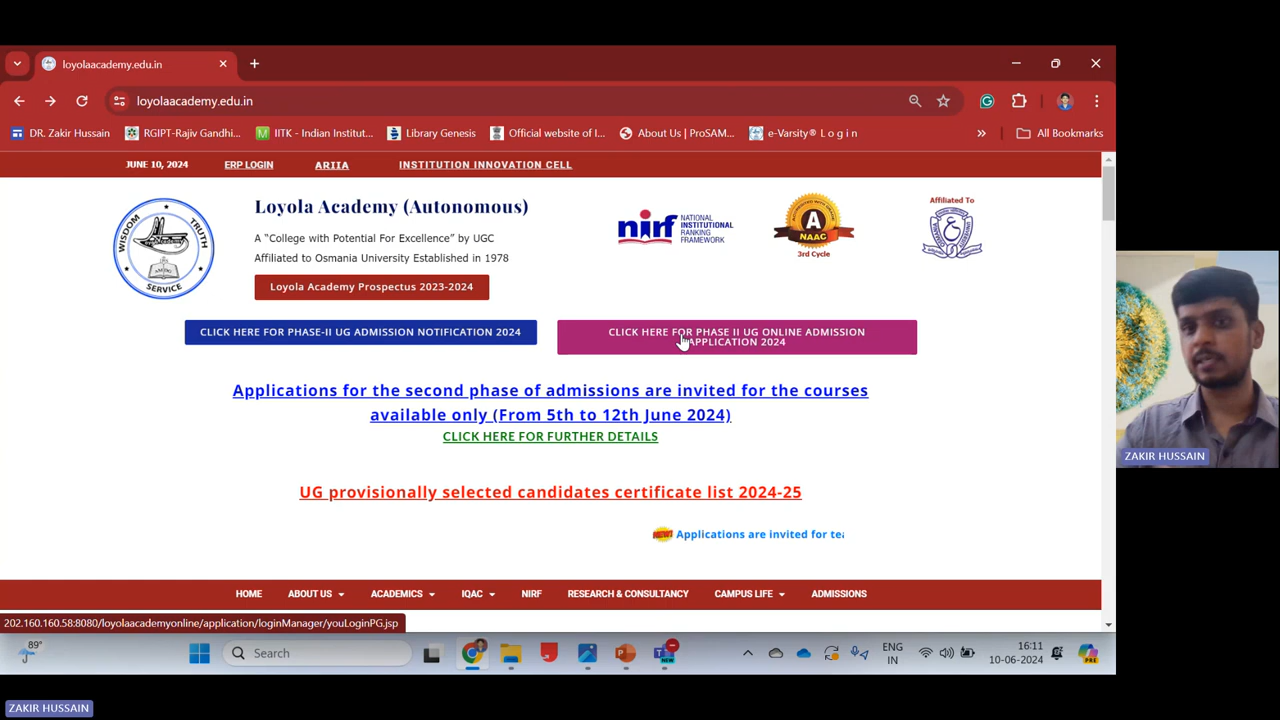 loyolaacademy.edu.in
loyolaacademy.edu.in
DR. Zakir Hussain
RGIPT-Rajiv Gandhi...
IITK - Indian Institut...
Library Genesis
Official website of I...
About Us | ProSAM...
e-Varsity® L o g i n
»
All Bookmarks
JUNE 10, 2024
ERP LOGIN
ARIIA
INSTITUTION INNOVATION CELL
WISDOM TRUTH
SERVICE
Loyola Academy (Autonomous)
A “College with Potential For Excellence” by UGC
Affiliated to Osmania University Established in 1978
Loyola Academy Prospectus 2023-2024
nirf
NATIONAL
INSTITUTIONAL
RANKING
FRAMEWORK
A
NAAC
3rd Cycle
Affiliated To
CLICK HERE FOR PHASE-II UG ADMISSION NOTIFICATION 2024
CLICK HERE FOR PHASE II UG ONLINE ADMISSION
APPLICATION 2024
Applications for the second phase of admissions are invited for the courses
available only (From 5th to 12th June 2024)
CLICK HERE FOR FURTHER DETAILS
UG provisionally selected candidates certificate list 2024-25
NEW! Applications are invited for tea
HOME
ABOUT US
ACADEMICS
IQAC
NIRF
RESEARCH & CONSULTANCY
CAMPUS LIFE
ADMISSIONS
202.160.160.58:8080/loyolaacademyonline/application/loginManager/youLoginPG.jsp
ZAKIR HUSSAIN
89°
Search
NEW
ENG
IN
16:11
10-06-2024
PRE
ZAKIR HUSSAIN